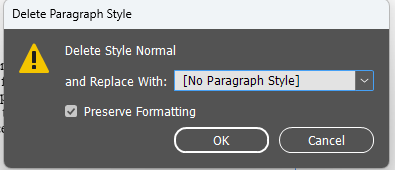 Delete Paragraph Style
Delete Style Normal
and Replace With: [No Paragraph Style]
Preserve Formatting
OK Cancel